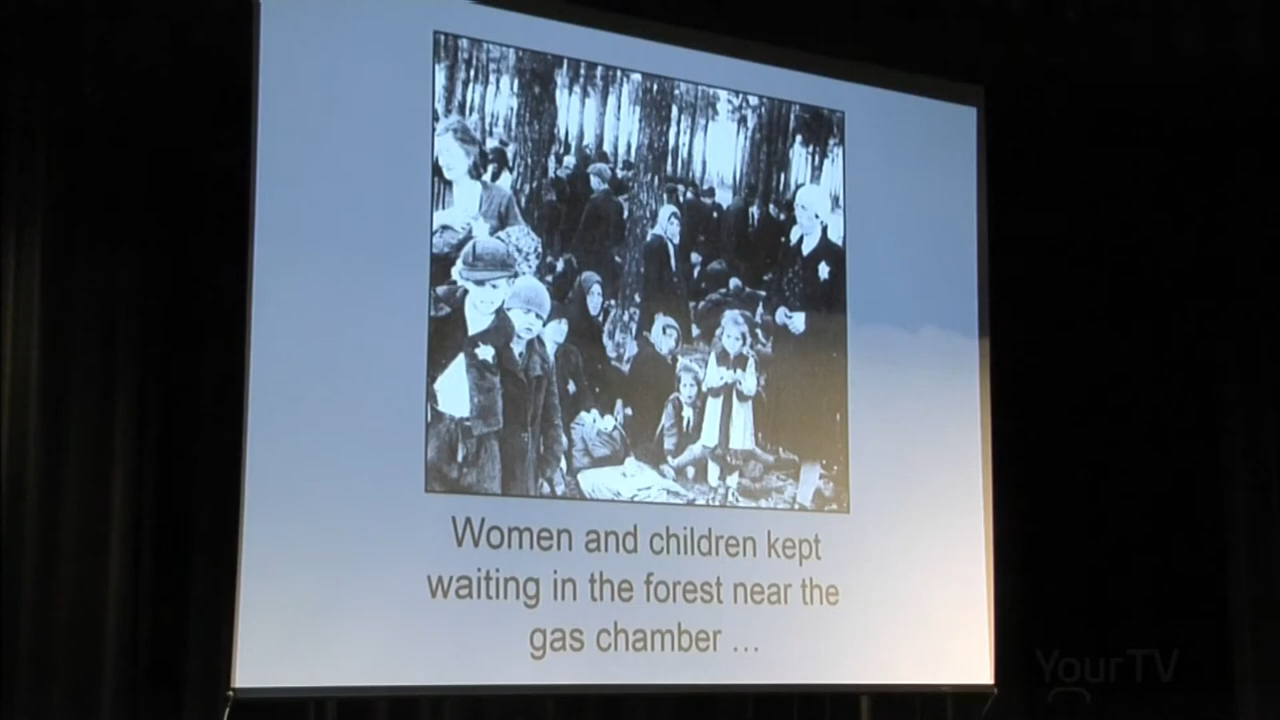 Women and children kept
waiting in the forest near the
gas chamber ...
YourTV